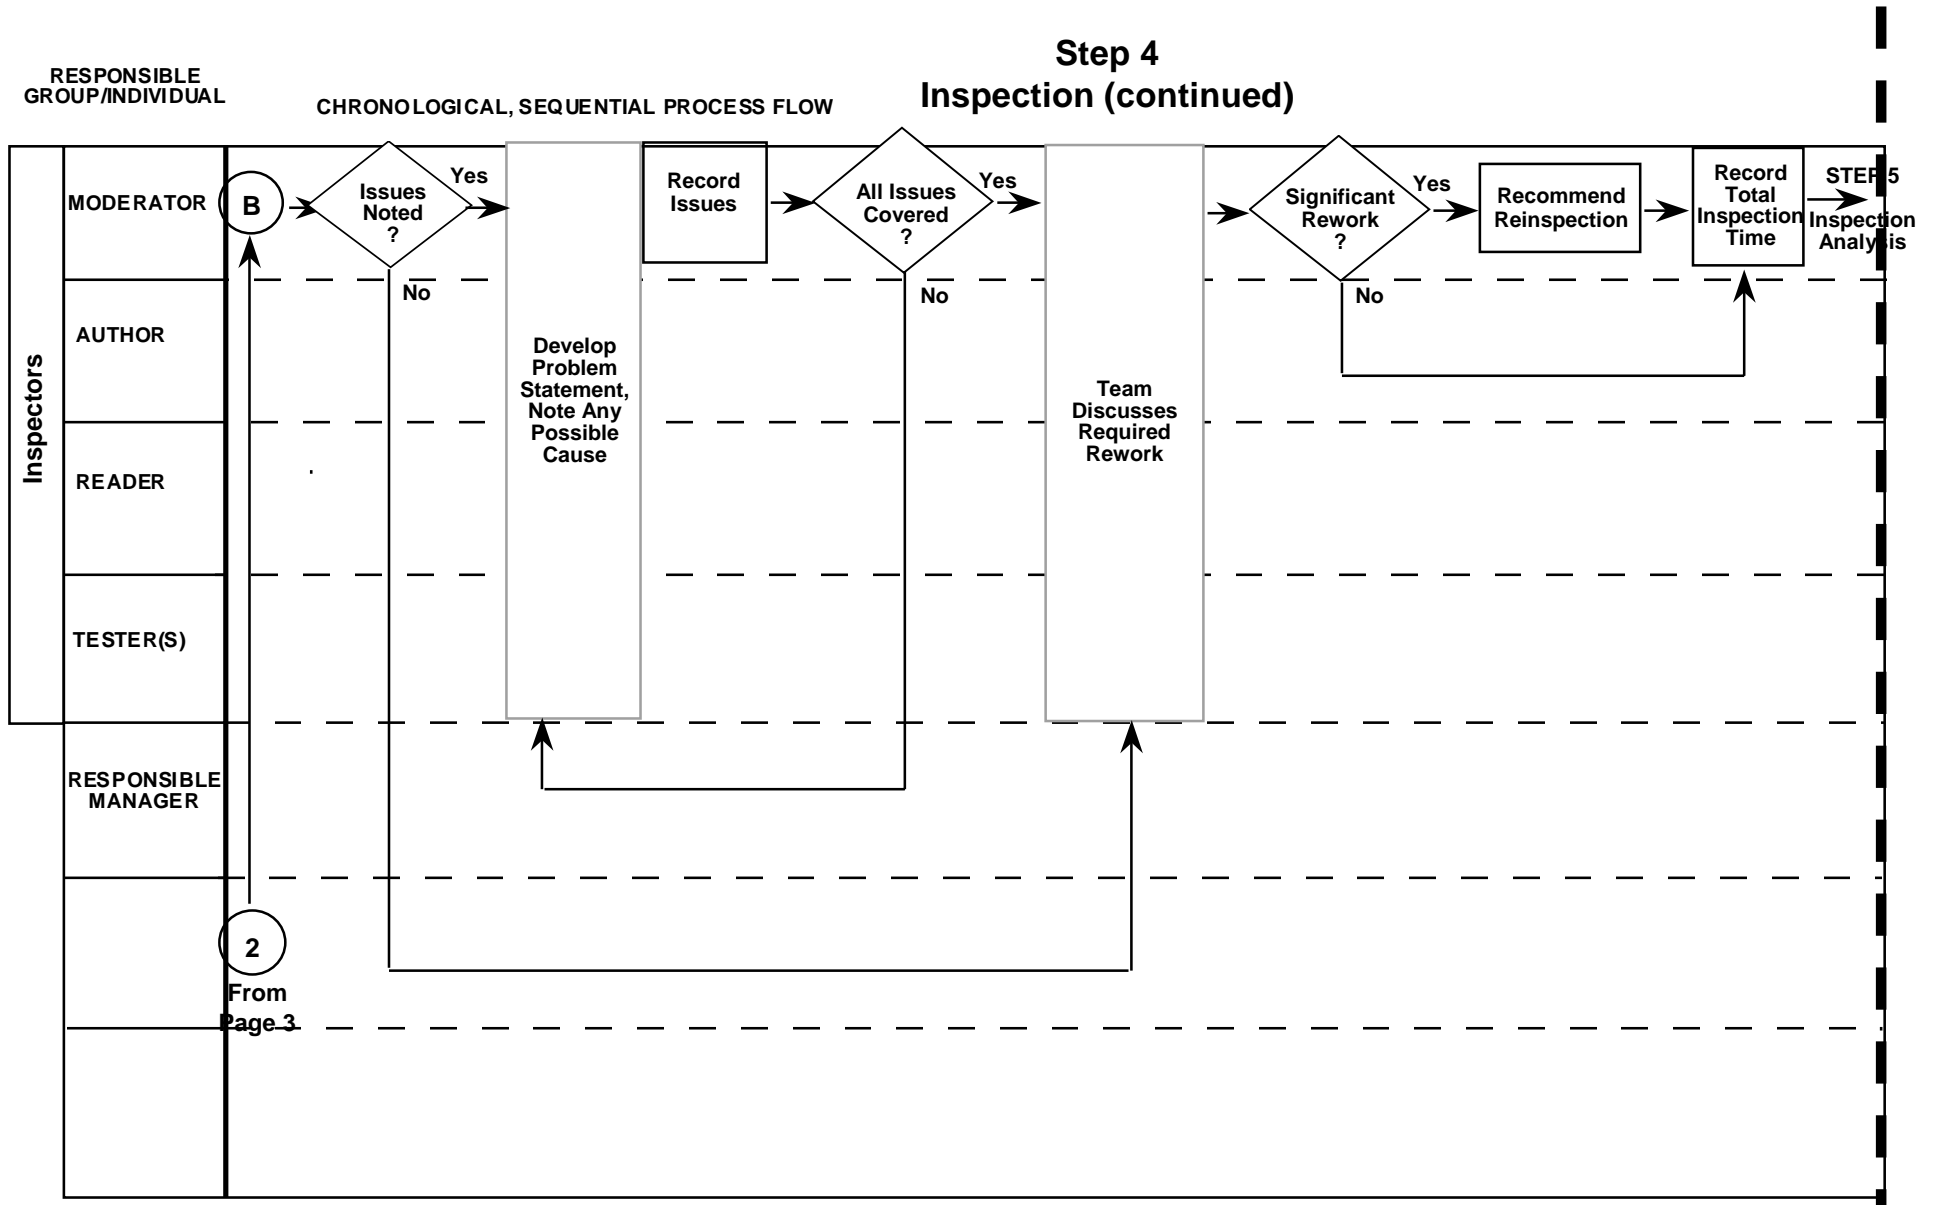 Step 4
Inspection (continued)
RESPONSIBLE
GROUP/INDIVIDUAL
CHRONOLOGICAL, SEQUENTIAL PROCESS FLOW
Inspectors
MODERATOR
B
Issues
Noted
?
Yes
No
Develop
Problem
Statement,
Note Any
Possible
Cause
Record
Issues
All Issues
Covered
?
Yes
No
Team
Discusses
Required
Rework
Significant
Rework
?
Yes
No
Recommend
Reinspection
Record
Total
Inspection
Time
STEP 5
Inspection
Analysis
AUTHOR
READER
TESTER(S)
RESPONSIBLE
MANAGER
2
From
Page 3